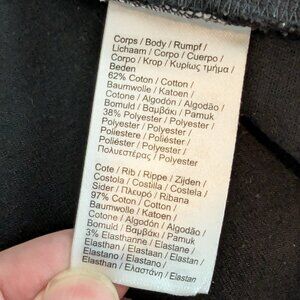 Corps / Body / Rumpf /
Lichaam / Corpo / Cuerpo /
Corpo / Krop / Κυρίως τμήμα /
Beden
62% Coton / Cotton /
Baumwolle / Katoen /
Cotone / Algodón / Algodão /
Bomuld / Βαμβάκι / Pamuk
38% Polyester / Polyester /
Polyester / Polyester /
Poliestere / Poliéster /
Poliéster / Polyester /
Πολυεστέρας / Polyester
Cote / Rib / Rippe / Zijden /
Costola / Costilla / Costela /
Sider / Πλευρό / Ribana
97% Coton / Cotton /
Baumwolle / Katoen /
Cotone / Algodón / Algodão /
Bomuld / Βαμβάκι / Pamuk
3% Elasthanne / Elastane /
Elasthan / Elastaan /
Elastano / Elastano /
Elasthan / Ελαστάνη / Elastan